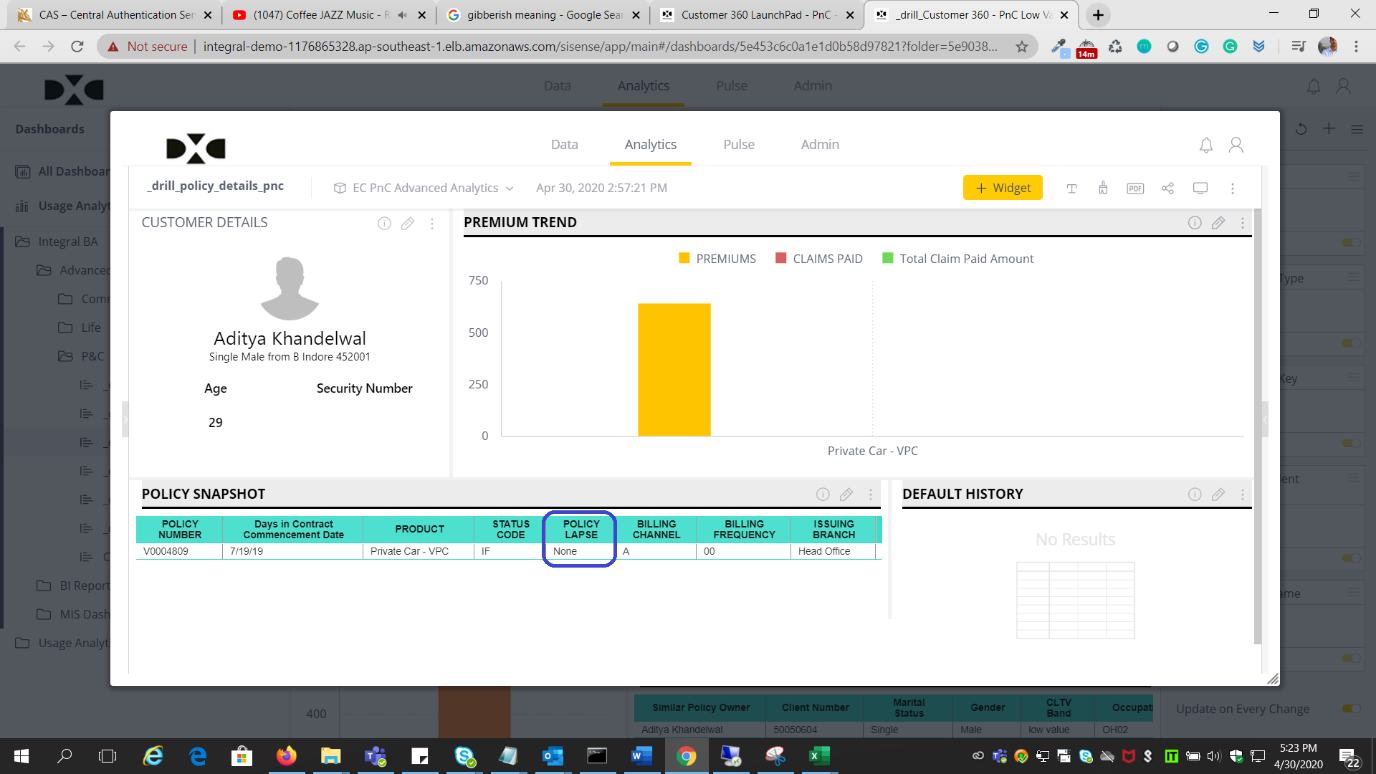 CAS – Central Authentication Ser
(1047) Coffee JAZZ Music - R
gibberish meaning - Google Sear
Customer 360 LaunchPad - PnC -
_drill_Customer 360 - PnC Low Va
Not secure | integral-demo-1176865328.ap-southeast-1.elb.amazonaws.com/sisense/app/main#/dashboards/5e453c6c0a1e1d0b58d97821?folder=5e9038...
14m
DXC
Data Analytics Pulse Admin
Dashboards
All Dashboar
Usage Analyt
Integral BA
Advanced
Comm
Life
P&C
BI Report
MIS Dash
Usage Analyt
DXC
Data Analytics Pulse Admin
_drill_policy_details_pnc
EC PnC Advanced Analytics
Apr 30, 2020 2:57:21 PM
+ Widget
PDF
CUSTOMER DETAILS
Aditya Khandelwal
Single Male from B Indore 452001
Age Security Number
29
PREMIUM TREND
PREMIUMS CLAIMS PAID Total Claim Paid Amount
750
500
250
0
Private Car - VPC
POLICY SNAPSHOT
POLICY NUMBER Days in Contract Commencement Date PRODUCT STATUS CODE POLICY LAPSE BILLING CHANNEL BILLING FREQUENCY ISSUING BRANCH
V0004809 7/19/19 Private Car - VPC IF None A 00 Head Office
DEFAULT HISTORY
No Results
Type
Key
ent
ame
400
Similar Policy Owner Client Number Marital Status Gender CLTV Band Occupat
Aditya Khandelwal 50050604 Single Male low value OH02
Update on Every Change
5:23 PM
4/30/2020
22